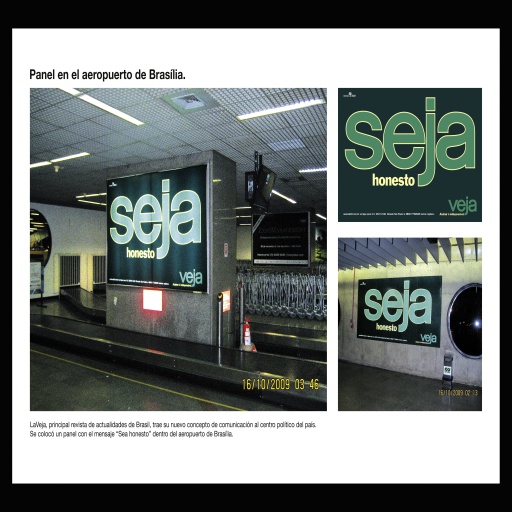 Panel en el aeropuerto de Brasília.
seja
honesto
veja
16/10/2009 03 46
seja
honesto
veja
seja
honesto
veja
16/10/2009 02 13
LaVeja, principal revista de actualidades de Brasil, trae su nuevo concepto de comunicación al centro político del país.
Se colocó un panel con el mensaje "Sea honesto" dentro del aeropuerto de Brasília.